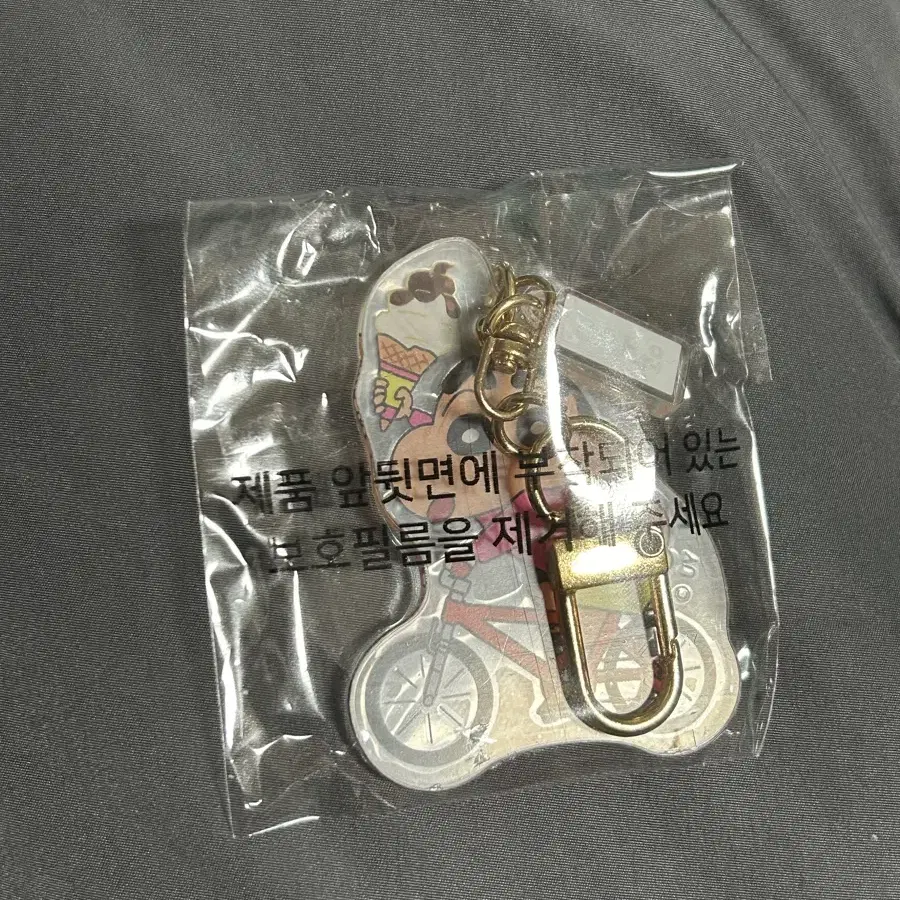 제품 앞뒷면에 부착되어 있는
보호필름을 제거해 주세요